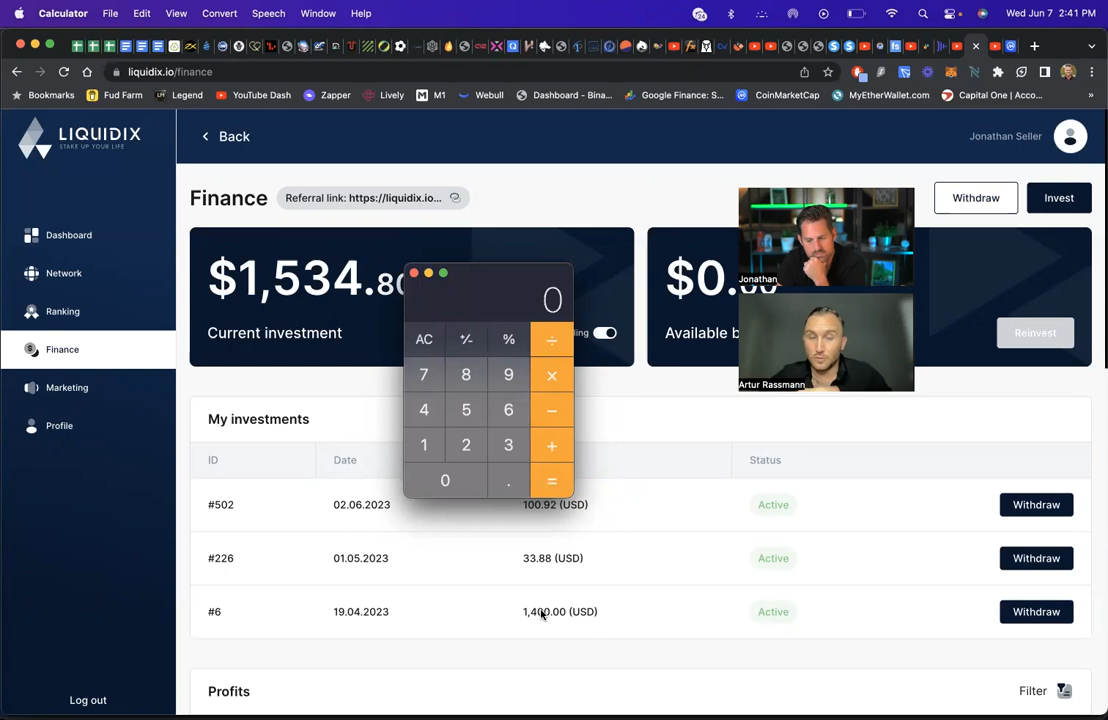 Calculator File Edit View Convert Speech Window Help Wed Jun 7 2:41 PM
liquidix.io/finance
Bookmarks Fud Farm Legend YouTube Dash Zapper Lively M1 Webull Dashboard - Bina... Google Finance: S... CoinMarketCap MyEtherWallet.com Capital One | Acco... »
LIQUIDIX
STAKE UP YOUR LIFE
Back
Jonathan Seller
Dashboard
Network
Ranking
Finance
Marketing
Profile
Log out
Finance
Referral link: https://liquidix.io...
Withdraw
Invest
$1,534.80
Current investment
$0.00
Available b
Reinvest
Jonathan
Artur Rassmann
0
AC +/- % ÷
7 8 9 ×
4 5 6 −
1 2 3 +
0 . =
My investments
ID Date Status
#502 02.06.2023 100.92 (USD) Active Withdraw
#226 01.05.2023 33.88 (USD) Active Withdraw
#6 19.04.2023 1,400.00 (USD) Active Withdraw
Profits
Filter